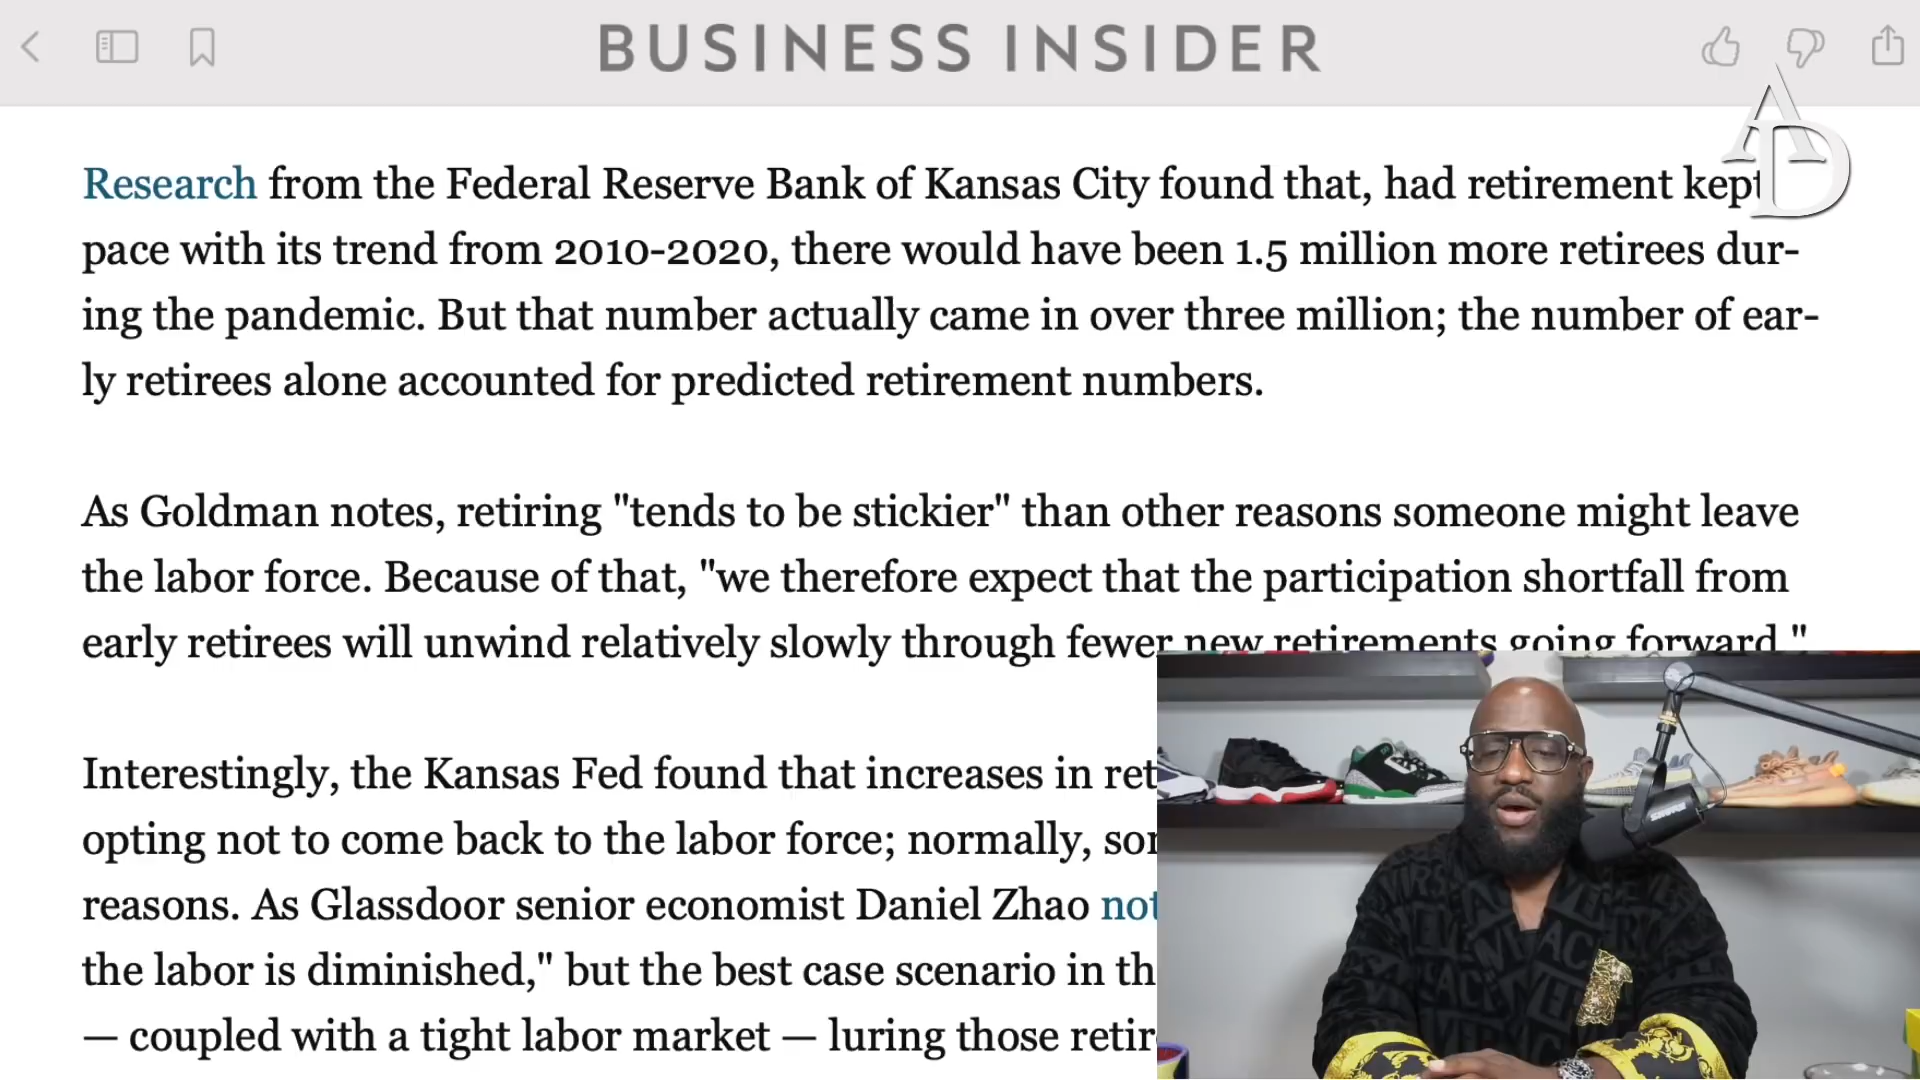 BUSINESS INSIDER
AD
Research from the Federal Reserve Bank of Kansas City found that, had retirement kept
pace with its trend from 2010-2020, there would have been 1.5 million more retirees dur-
ing the pandemic. But that number actually came in over three million; the number of ear-
ly retirees alone accounted for predicted retirement numbers.
As Goldman notes, retiring "tends to be stickier" than other reasons someone might leave
the labor force. Because of that, "we therefore expect that the participation shortfall from
early retirees will unwind relatively slowly through fewer new retirements going forward."
Interestingly, the Kansas Fed found that increases in ret
opting not to come back to the labor force; normally, sor
reasons. As Glassdoor senior economist Daniel Zhao not
the labor is diminished," but the best case scenario in th
— coupled with a tight labor market — luring those retir